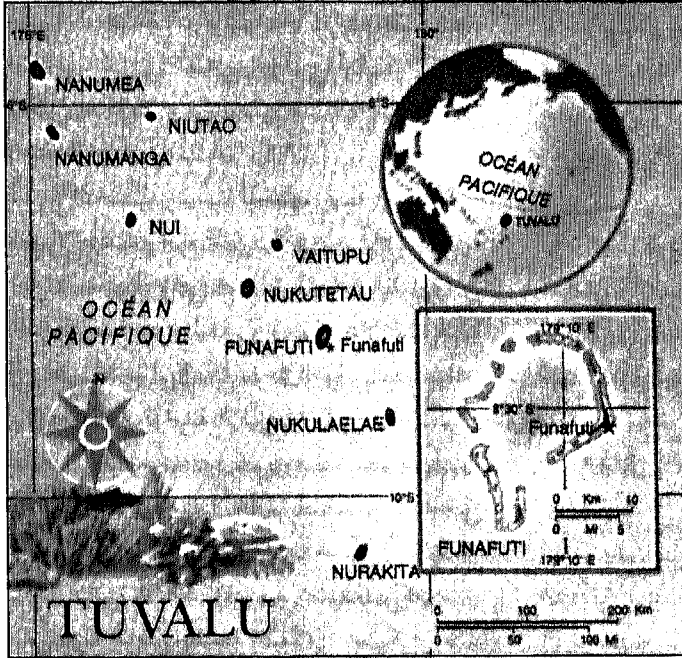 176°E
180°
NANUMEA
6°S
6°S
NIUTAO
NANUMANGA
OCÉAN
PACIFIQUE
TUVALU
NUI
VAITUPU
NUKUTETAU
OCÉAN
PACIFIQUE
FUNAFUTI
Funafuti
N
NUKULAELAE
10°S
NURAKITA
TUVALU
179°10' E
8°30' S
Funafuti
0 Km 10
0 Mi 5
FUNAFUTI
179°10' E
0 100 200 Km
0 50 100 Mi